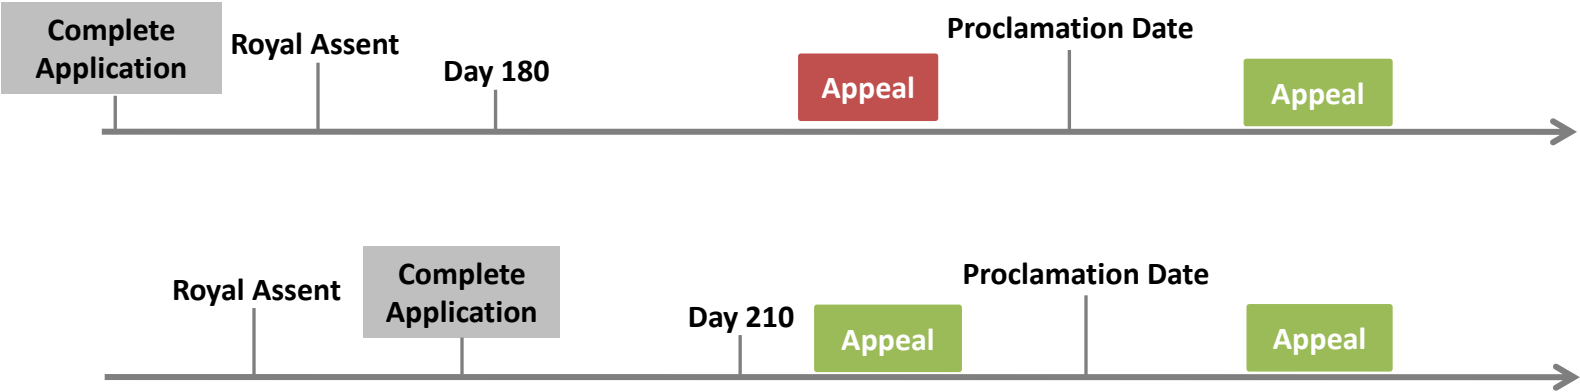 Complete
Application
Royal Assent
Day 180
Appeal
Proclamation Date
Appeal
Royal Assent
Complete
Application
Day 210
Appeal
Proclamation Date
Appeal